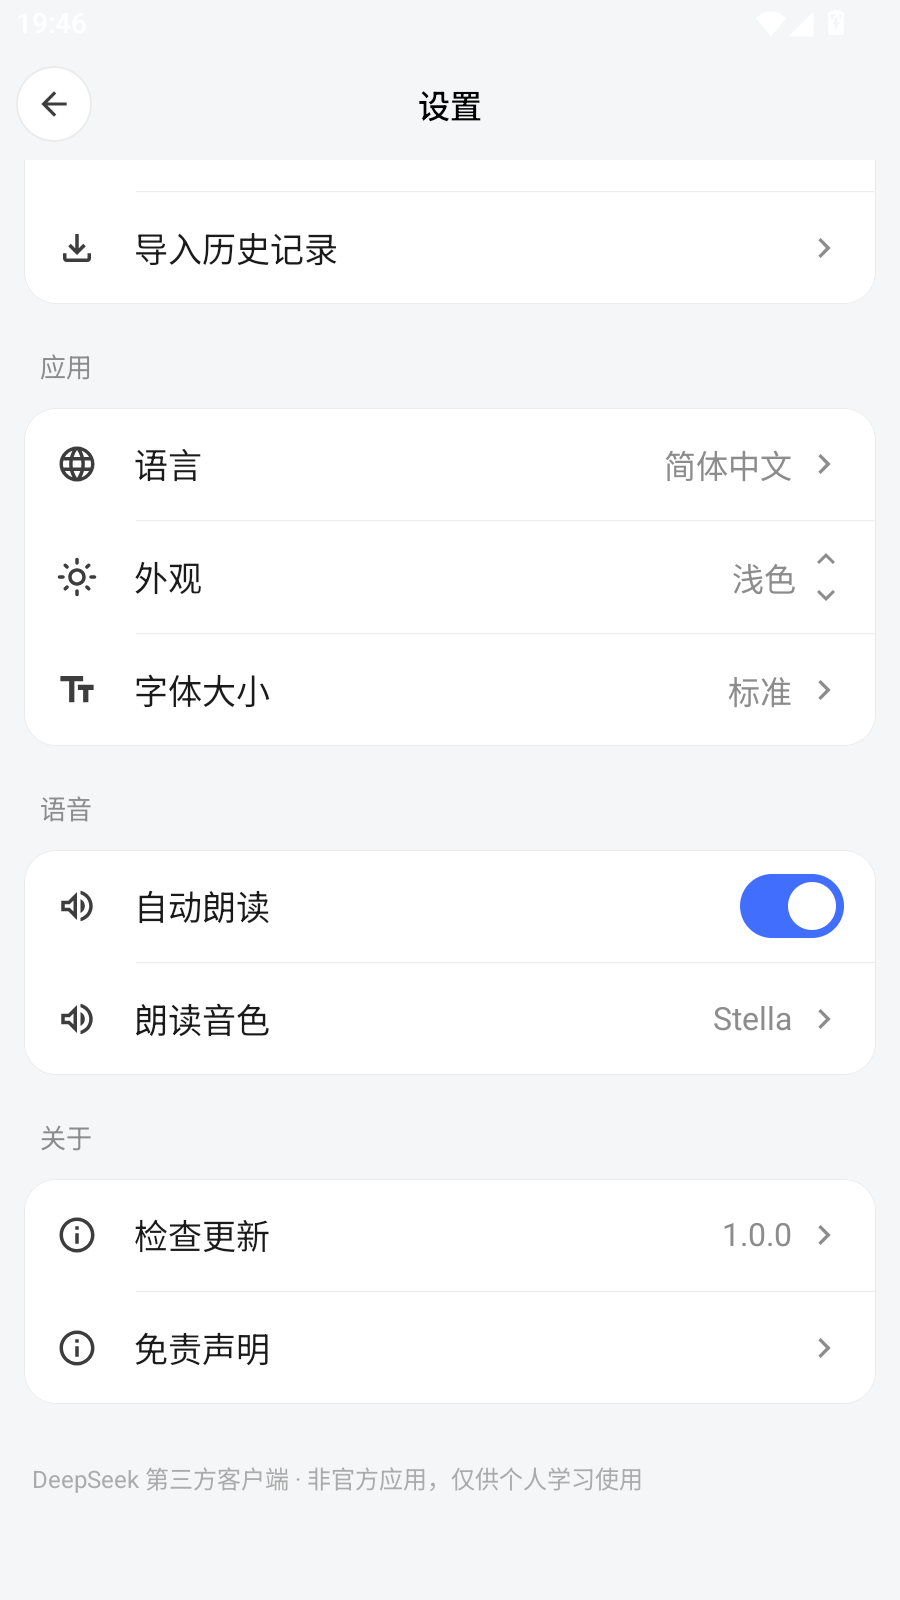 19:46
设置
导入历史记录
应用
语言 简体中文
外观 浅色
字体大小 标准
语音
自动朗读
朗读音色 Stella
关于
检查更新 1.0.0
免责声明
DeepSeek 第三方客户端 · 非官方应用，仅供个人学习使用